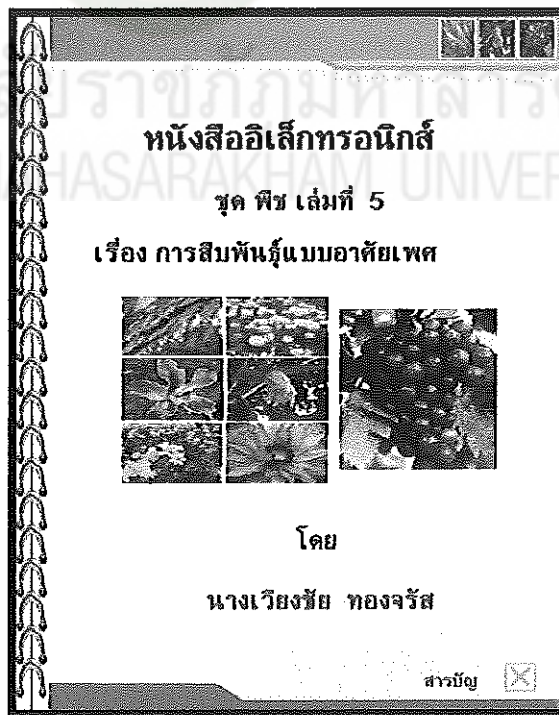 หนังสืออิเล็กทรอนิกส์
ชุด พืช เล่มที่ 5
เรื่อง การสืบพันธุ์แบบอาศัยเพศ
โดย
นางเวียงชัย ทองจรัส
สารบัญ